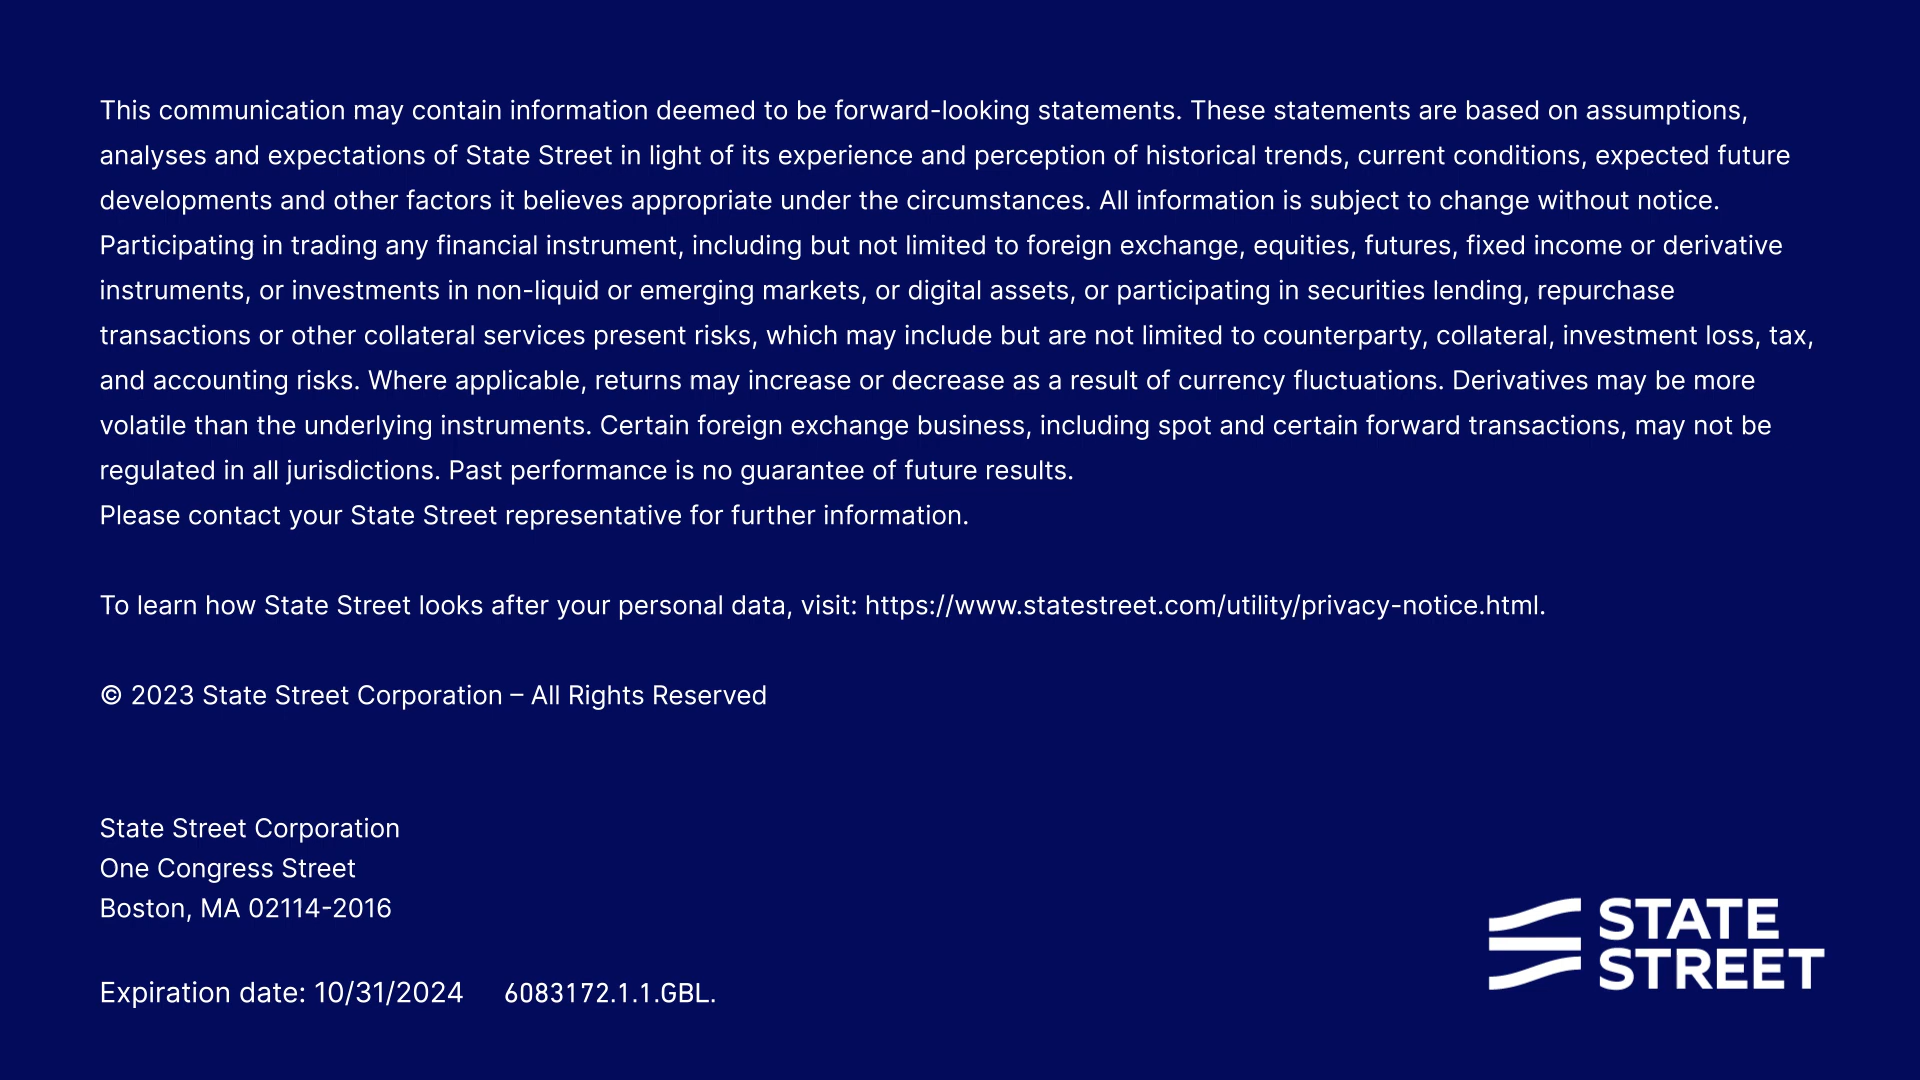 This communication may contain information deemed to be forward-looking statements. These statements are based on assumptions,
analyses and expectations of State Street in light of its experience and perception of historical trends, current conditions, expected future
developments and other factors it believes appropriate under the circumstances. All information is subject to change without notice.
Participating in trading any financial instrument, including but not limited to foreign exchange, equities, futures, fixed income or derivative
instruments, or investments in non-liquid or emerging markets, or digital assets, or participating in securities lending, repurchase
transactions or other collateral services present risks, which may include but are not limited to counterparty, collateral, investment loss, tax,
and accounting risks. Where applicable, returns may increase or decrease as a result of currency fluctuations. Derivatives may be more
volatile than the underlying instruments. Certain foreign exchange business, including spot and certain forward transactions, may not be
regulated in all jurisdictions. Past performance is no guarantee of future results.
Please contact your State Street representative for further information.
To learn how State Street looks after your personal data, visit: https://www.statestreet.com/utility/privacy-notice.html.
© 2023 State Street Corporation – All Rights Reserved
State Street Corporation
One Congress Street
Boston, MA 02114-2016
Expiration date: 10/31/2024 6083172.1.1.GBL.
STATE
STREET